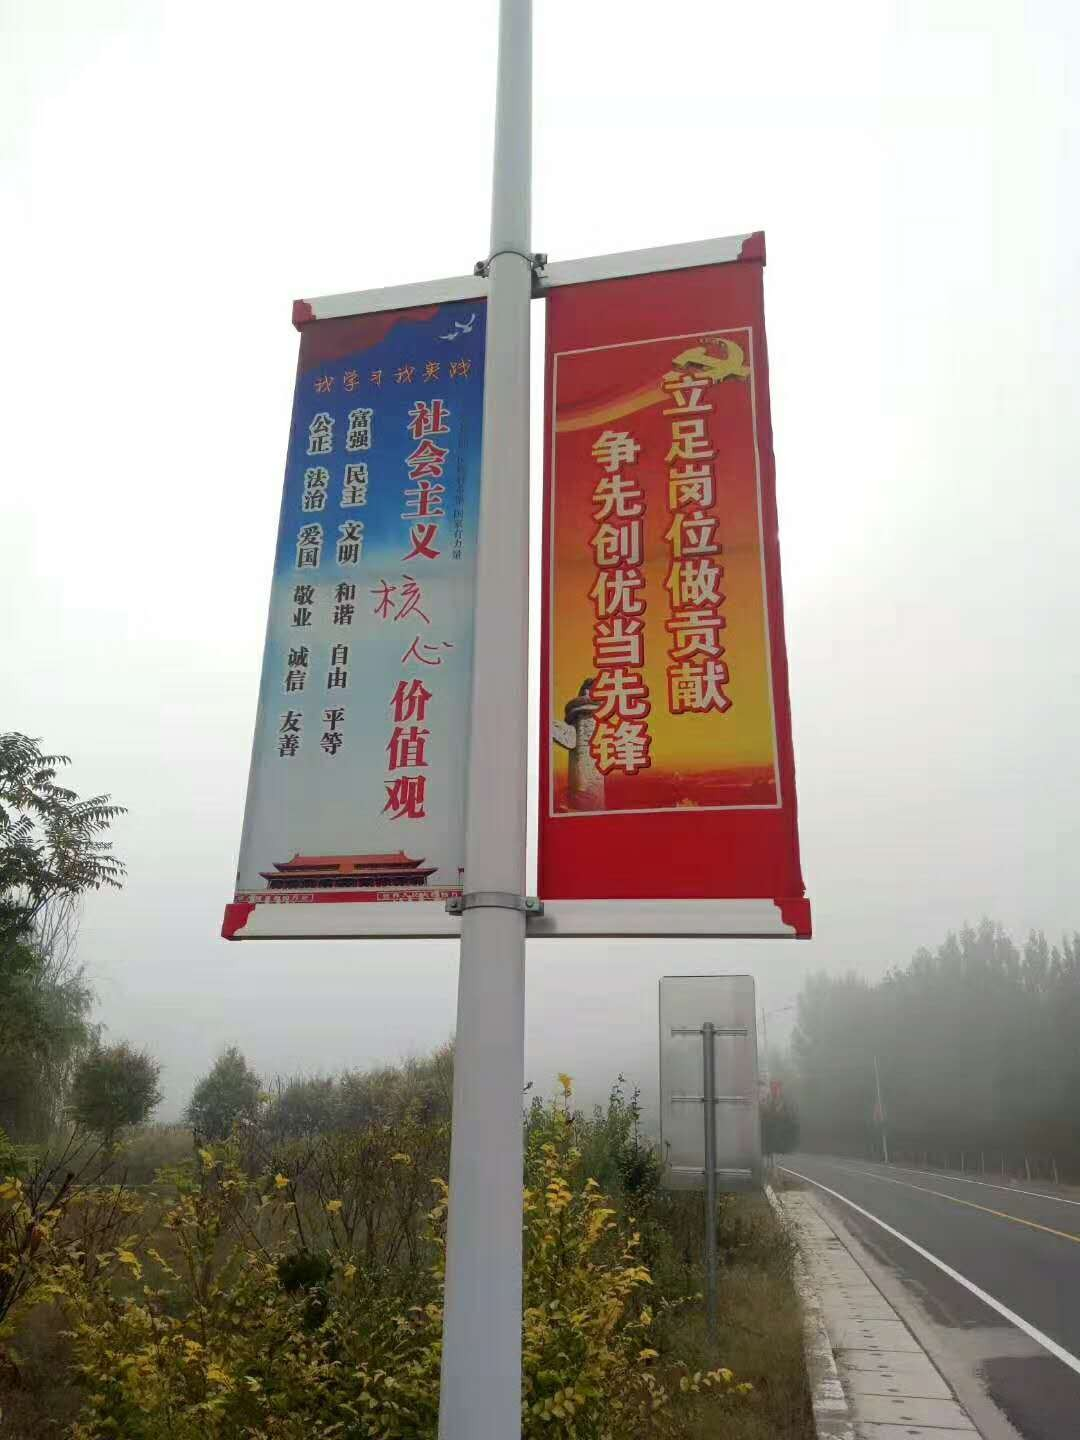 我学习我实践
社会主义核心价值观
富强 民主 文明 和谐 自由 平等
公正 法治 爱国 敬业 诚信 友善
立足岗位做贡献
争先创优当先锋